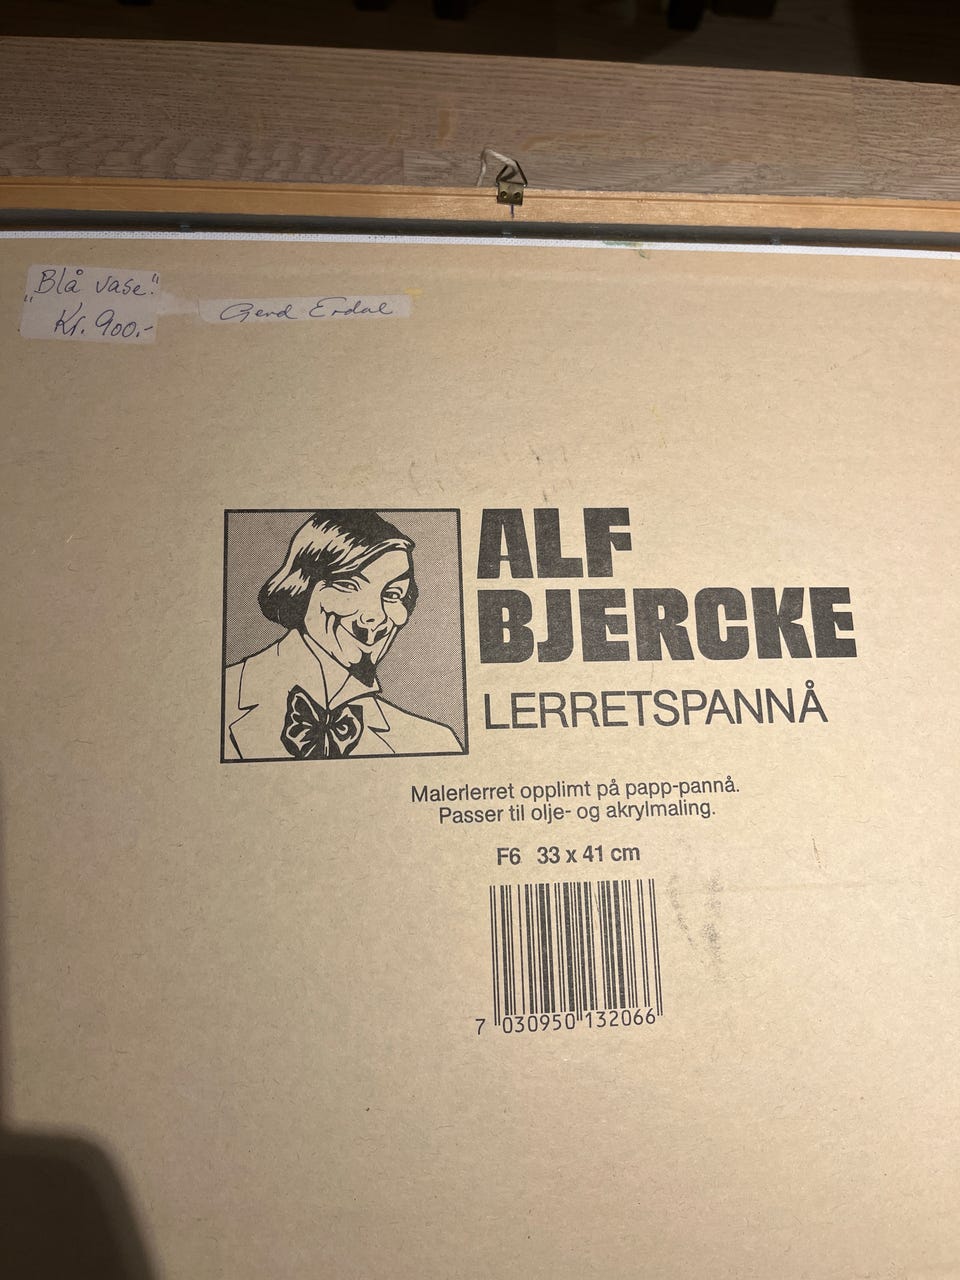 "Blå vase."
Kr. 900.-
Gerd Erdal
ALF
BJERCKE
LERRETSPANNÅ
Malerlerret opplimt på papp-pannå.
Passer til olje- og akrylmaling.
F6 33 x 41 cm
7 030950 132066